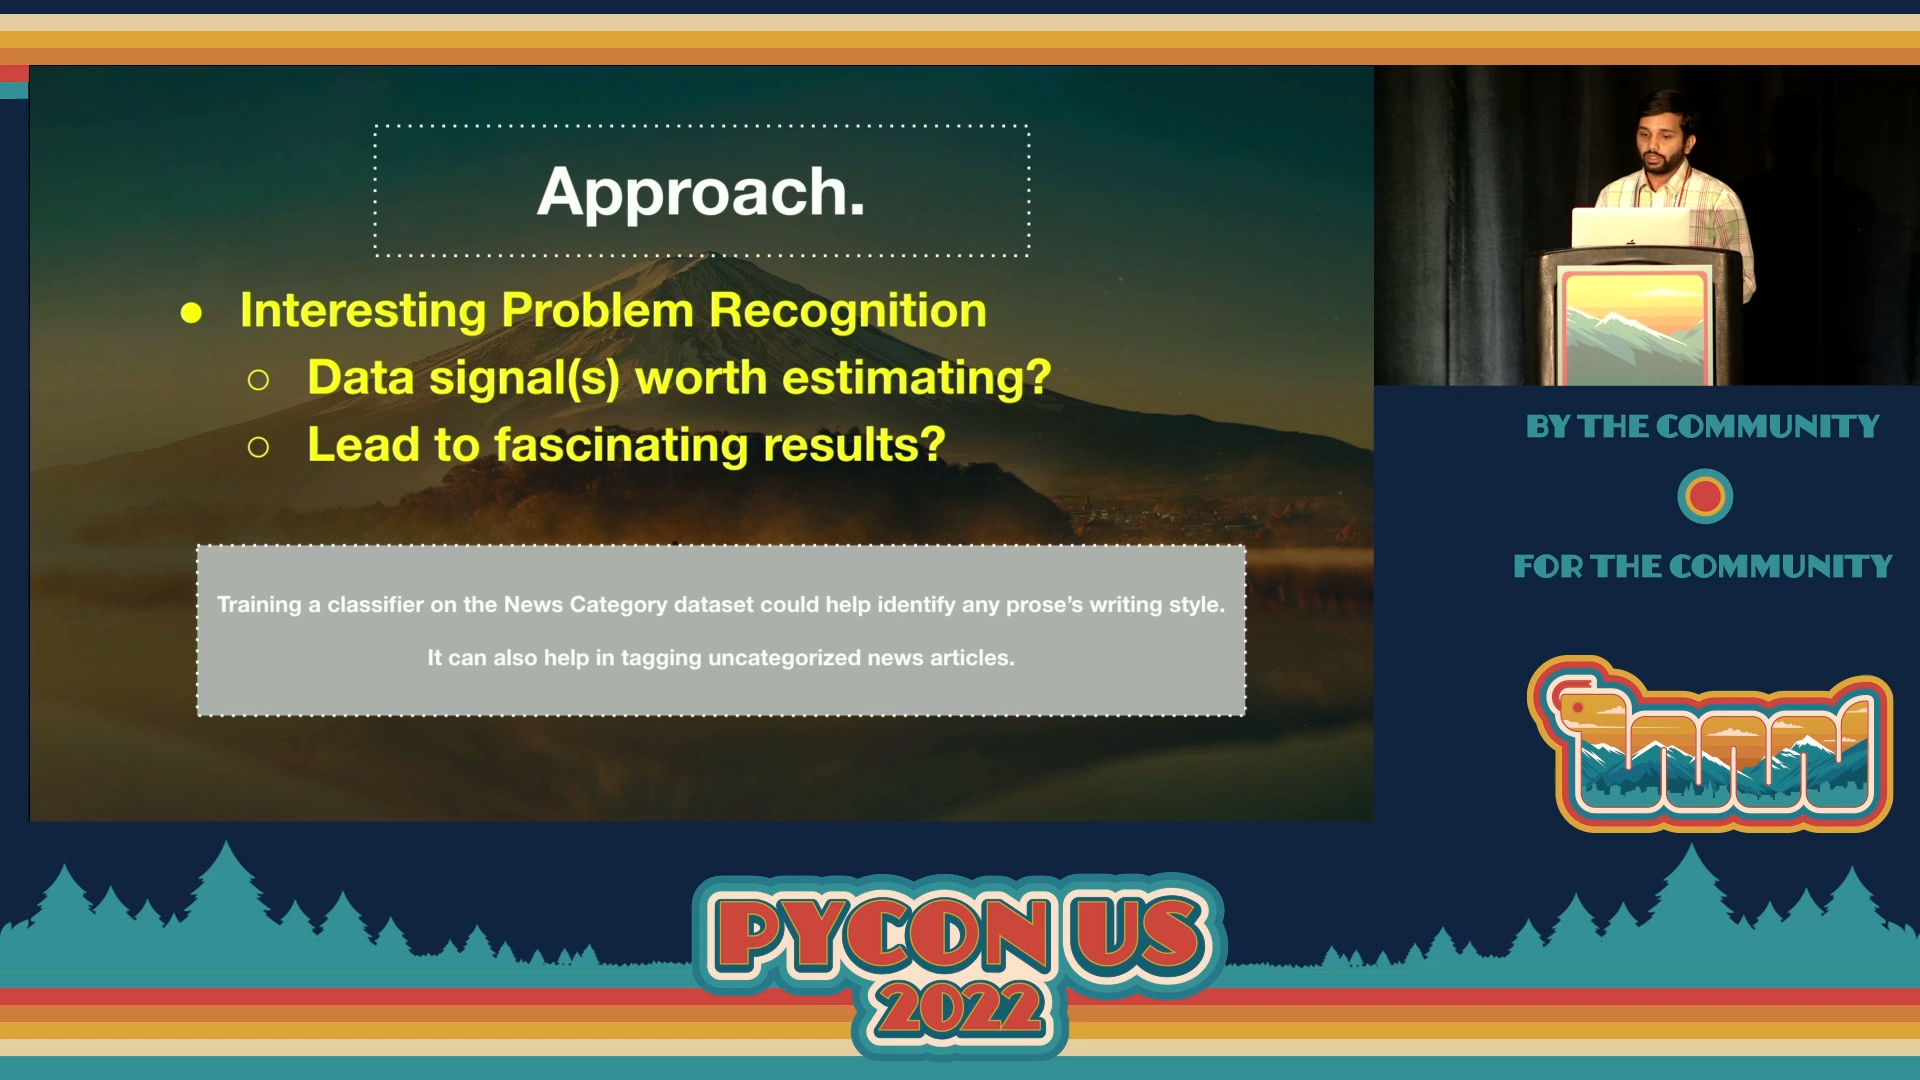 Approach.
● Interesting Problem Recognition
○ Data signal(s) worth estimating?
○ Lead to fascinating results?
Training a classifier on the News Category dataset could help identify any prose’s writing style.
It can also help in tagging uncategorized news articles.
BY THE COMMUNITY
FOR THE COMMUNITY
PYCON US
2022